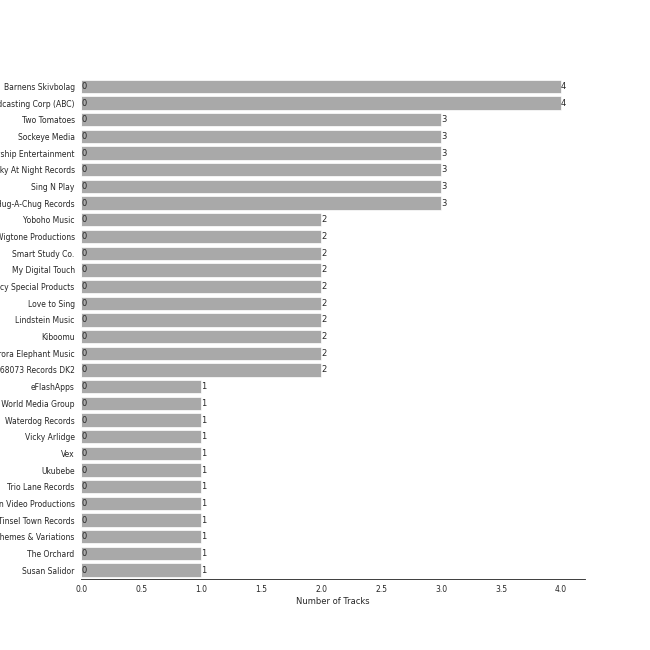 Barnens Skivbolag 0 4
dcasting Corp (ABC) 0 4
Two Tomatoes 0 3
Sockeye Media 0 3
ship Entertainment 0 3
ky At Night Records 0 3
Sing N Play 0 3
Hug-A-Chug Records 0 3
Yoboho Music 0 2
Wigtone Productions 0 2
Smart Study Co. 0 2
My Digital Touch 0 2
cy Special Products 0 2
Love to Sing 0 2
Lindstein Music 0 2
Kiboomu 0 2
rora Elephant Music 0 2
68073 Records DK2 0 2
eFlashApps 0 1
World Media Group 0 1
Waterdog Records 0 1
Vicky Arlidge 0 1
Vex 0 1
Ukubebe 0 1
Trio Lane Records 0 1
n Video Productions 0 1
Tinsel Town Records 0 1
hemes & Variations 0 1
The Orchard 0 1
Susan Salidor 0 1
0.0 0.5 1.0 1.5 2.0 2.5 3.0 3.5 4.0
Number of Tracks